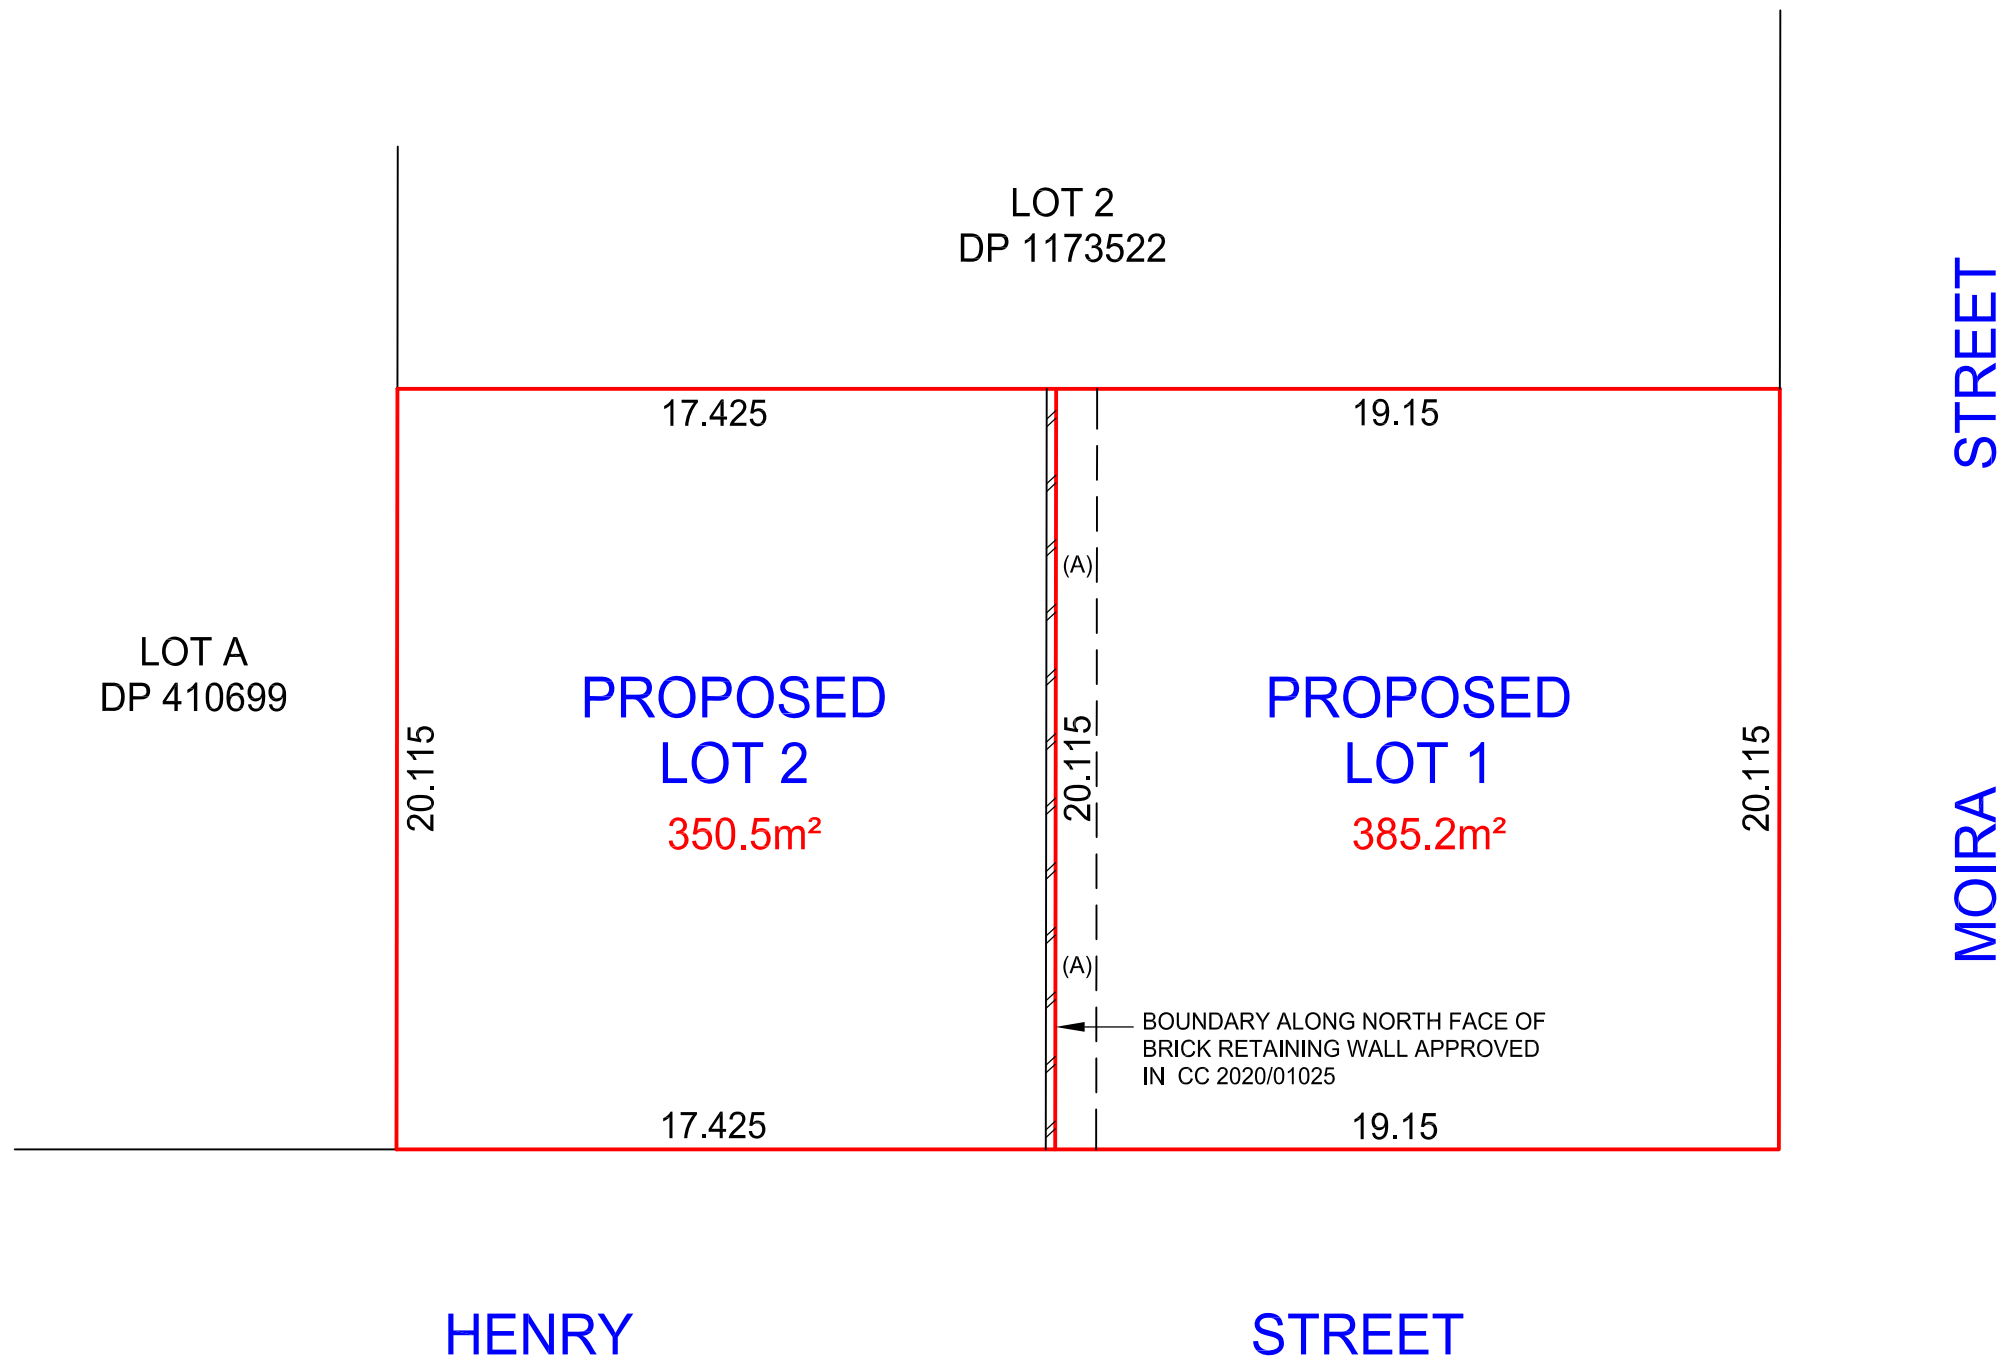 LOT 2
DP 1173522
STREET
17.425
19.15
(A)
LOT A
DP 410699
PROPOSED
LOT 2
350.5m²
PROPOSED
LOT 1
385.2m²
20.115
20.115
20.115
MOIRA
(A)
BOUNDARY ALONG NORTH FACE OF
BRICK RETAINING WALL APPROVED
IN CC 2020/01025
17.425
19.15
HENRY STREET